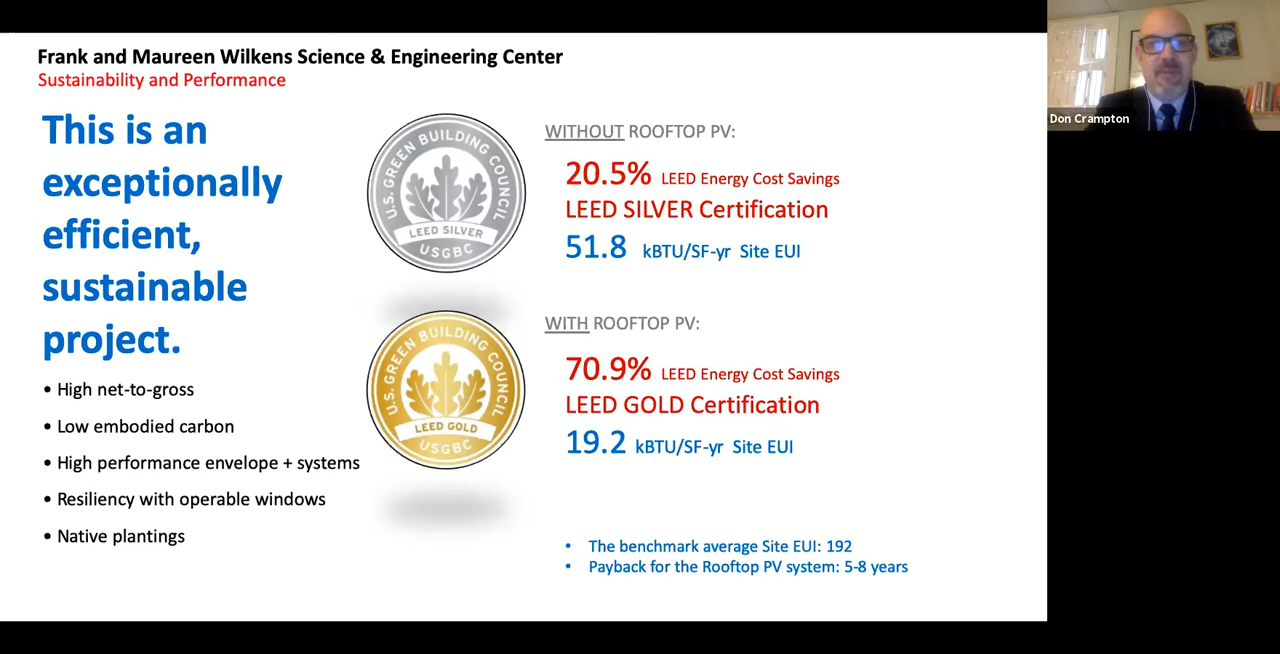 Frank and Maureen Wilkens Science & Engineering Center
Sustainability and Performance
This is an
exceptionally
efficient,
sustainable
project.
• High net-to-gross
• Low embodied carbon
• High performance envelope + systems
• Resiliency with operable windows
• Native plantings
U.S. GREEN BUILDING COUNCIL
LEED SILVER
USGBC
WITHOUT ROOFTOP PV:
20.5% LEED Energy Cost Savings
LEED SILVER Certification
51.8 kBTU/SF-yr Site EUI
U.S. GREEN BUILDING COUNCIL
LEED GOLD
USGBC
WITH ROOFTOP PV:
70.9% LEED Energy Cost Savings
LEED GOLD Certification
19.2 kBTU/SF-yr Site EUI
• The benchmark average Site EUI: 192
• Payback for the Rooftop PV system: 5-8 years
Don Crampton